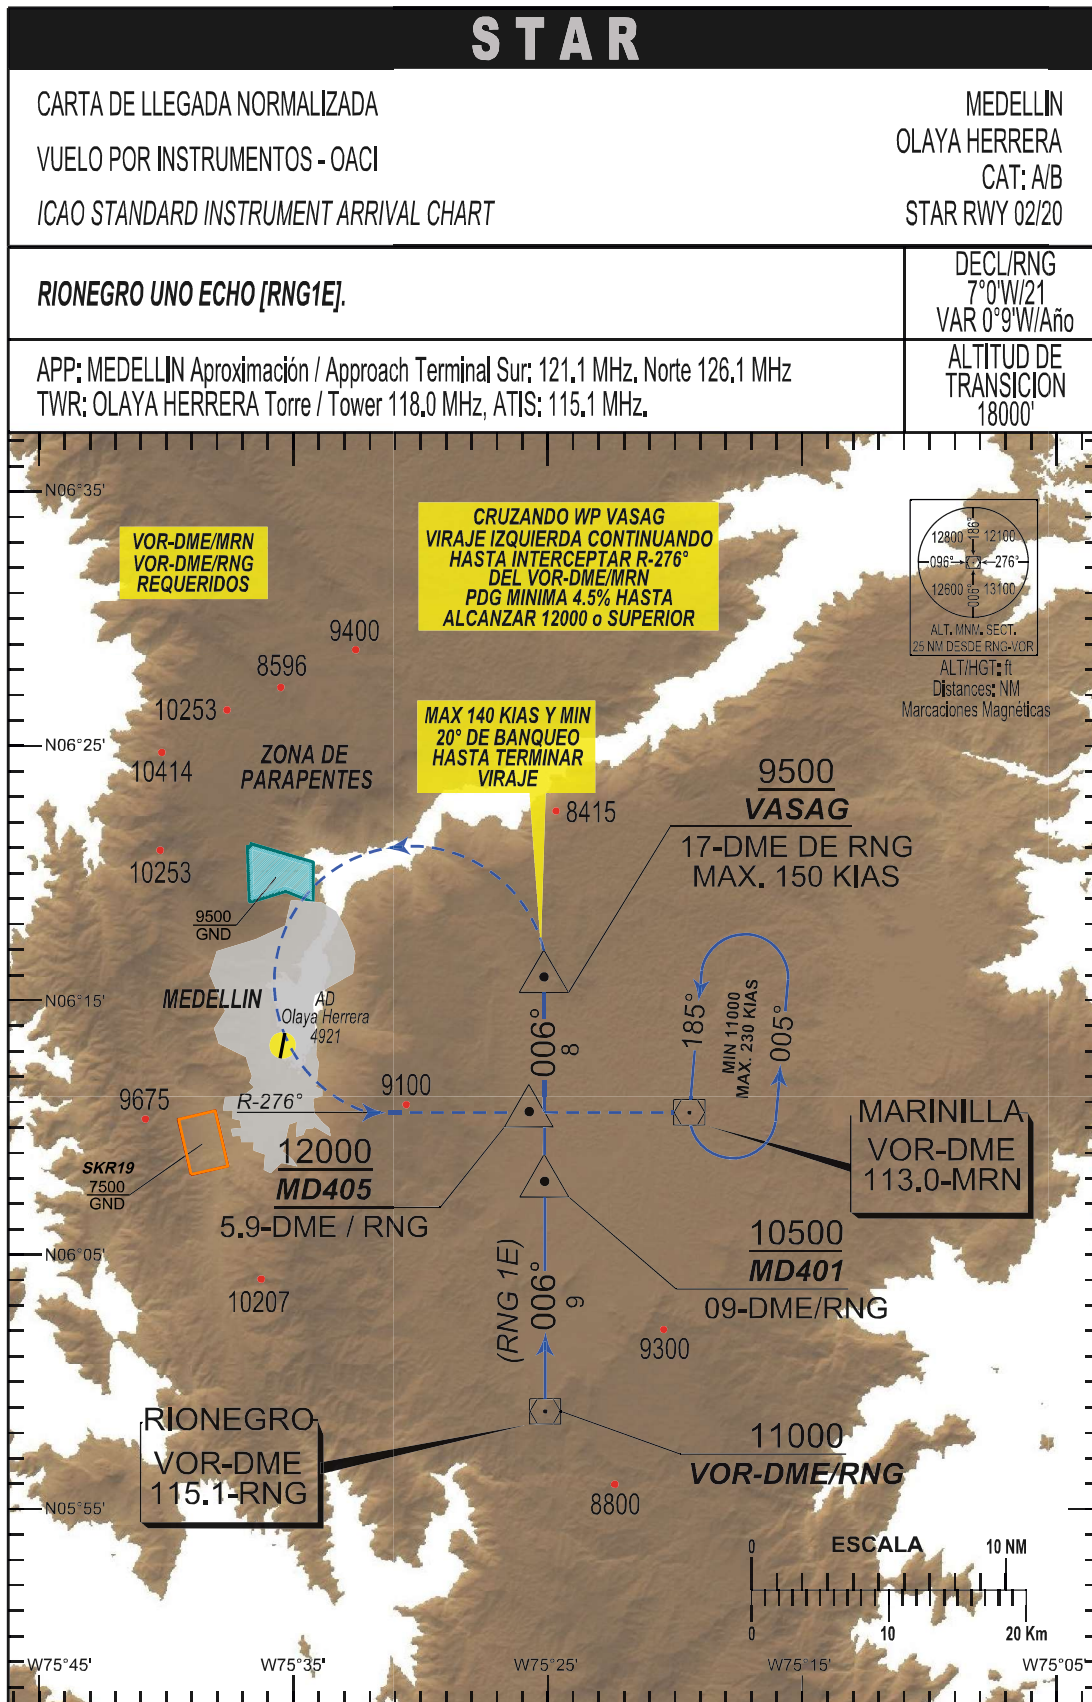 STAR
CARTA DE LLEGADA NORMALIZADA
VUELO POR INSTRUMENTOS - OACI
ICAO STANDARD INSTRUMENT ARRIVAL CHART
MEDELLIN
OLAYA HERRERA
CAT: A/B
STAR RWY 02/20
RIONEGRO UNO ECHO [RNG1E].
DECL/RNG
7°0'W/21
VAR 0°9'W/Año
APP: MEDELLIN Aproximación / Approach Terminal Sur: 121.1 MHz. Norte 126.1 MHz
TWR: OLAYA HERRERA Torre / Tower 118.0 MHz, ATIS: 115.1 MHz.
ALTITUD DE
TRANSICION
18000'
N06°35'
VOR-DME/MRN
VOR-DME/RNG
REQUERIDOS
CRUZANDO WP VASAG
VIRAJE IZQUIERDA CONTINUANDO
HASTA INTERCEPTAR R-276°
DEL VOR-DME/MRN
PDG MINIMA 4.5% HASTA
ALCANZAR 12000 o SUPERIOR
12800
186°
12100
096°
276°
12600
006°
13100
ALT. MNM. SECT.
25 NM DESDE RNG-VOR
ALT/HGT: ft
Distances: NM
Marcaciones Magnéticas
9400
8596
10253
10414
N06°25'
ZONA DE
PARAPENTES
MAX 140 KIAS Y MIN
20° DE BANQUEO
HASTA TERMINAR
VIRAJE
8415
9500
VASAG
17-DME DE RNG
MAX. 150 KIAS
10253
9500
GND
N06°15'
MEDELLIN
AD
Olaya Herrera
4921
006°
8
185°
MIN 11000
MAX. 230 KIAS
005°
9675
R-276°
9100
MARINILLA
VOR-DME
113.0-MRN
SKR19
7500
GND
12000
MD405
5.9-DME / RNG
10500
MD401
09-DME/RNG
N06°05'
10207
(RNG 1E)
006°
9
9300
RIONEGRO
VOR-DME
115.1-RNG
11000
VOR-DME/RNG
8800
N05°55'
ESCALA
0
10 NM
0
10
20 Km
W75°45'
W75°35'
W75°25'
W75°15'
W75°05'